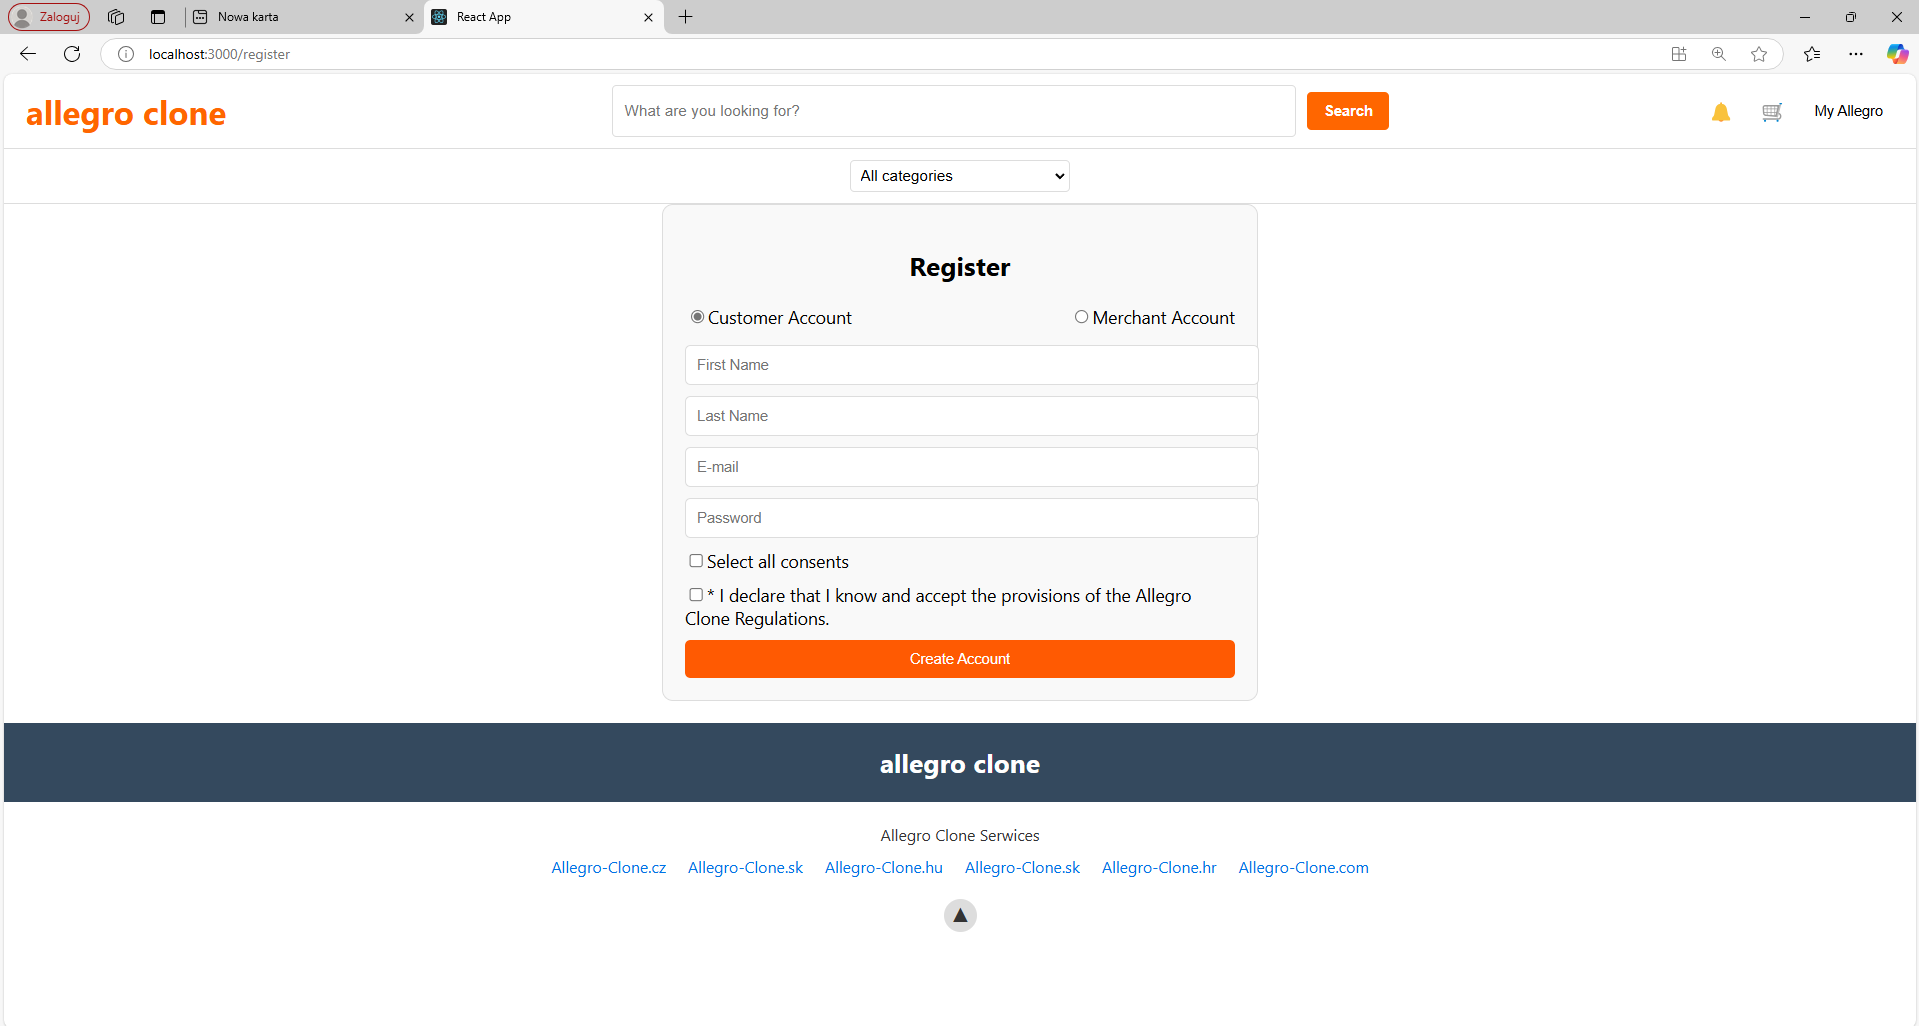 Zaloguj
Nowa karta
React App
localhost:3000/register
allegro clone
What are you looking for?
Search
My Allegro
All categories
Register
Customer Account
Merchant Account
First Name
Last Name
E-mail
Password
Select all consents
* I declare that I know and accept the provisions of the Allegro
Clone Regulations.
Create Account
allegro clone
Allegro Clone Serwices
Allegro-Clone.cz Allegro-Clone.sk Allegro-Clone.hu Allegro-Clone.sk Allegro-Clone.hr Allegro-Clone.com